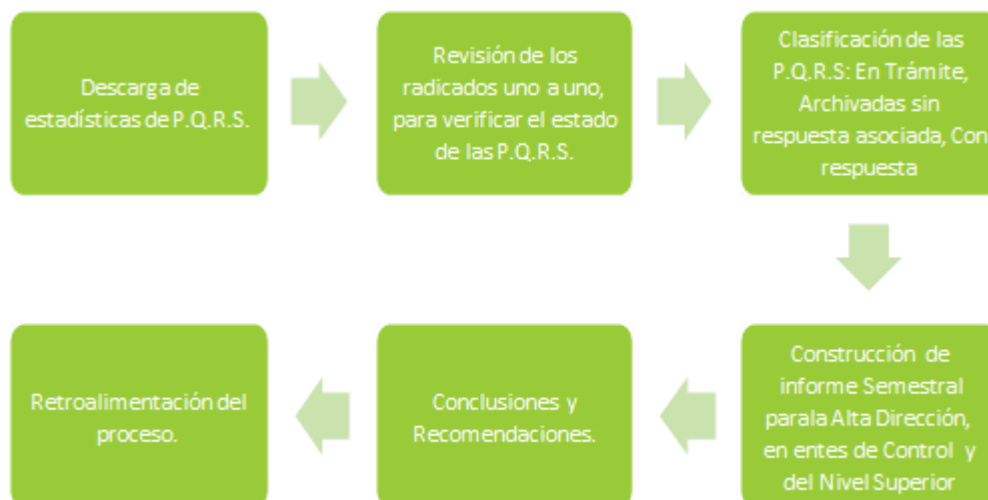 Descarga de
estadísticas de P.Q.R.S.
Revisión de los
radicados uno a uno,
para verificar el estado
de las P.Q.R.S.
Clasificación de las
P.Q.R.S: En Trámite,
Archivadas sin
respuesta asociada, Con
respuesta
Construcción de
informe Semestral
parala Alta Dirección,
en entes de Control y
del Nivel Superior
Conclusiones y
Recomendaciones.
Retroalimentación del
proceso.